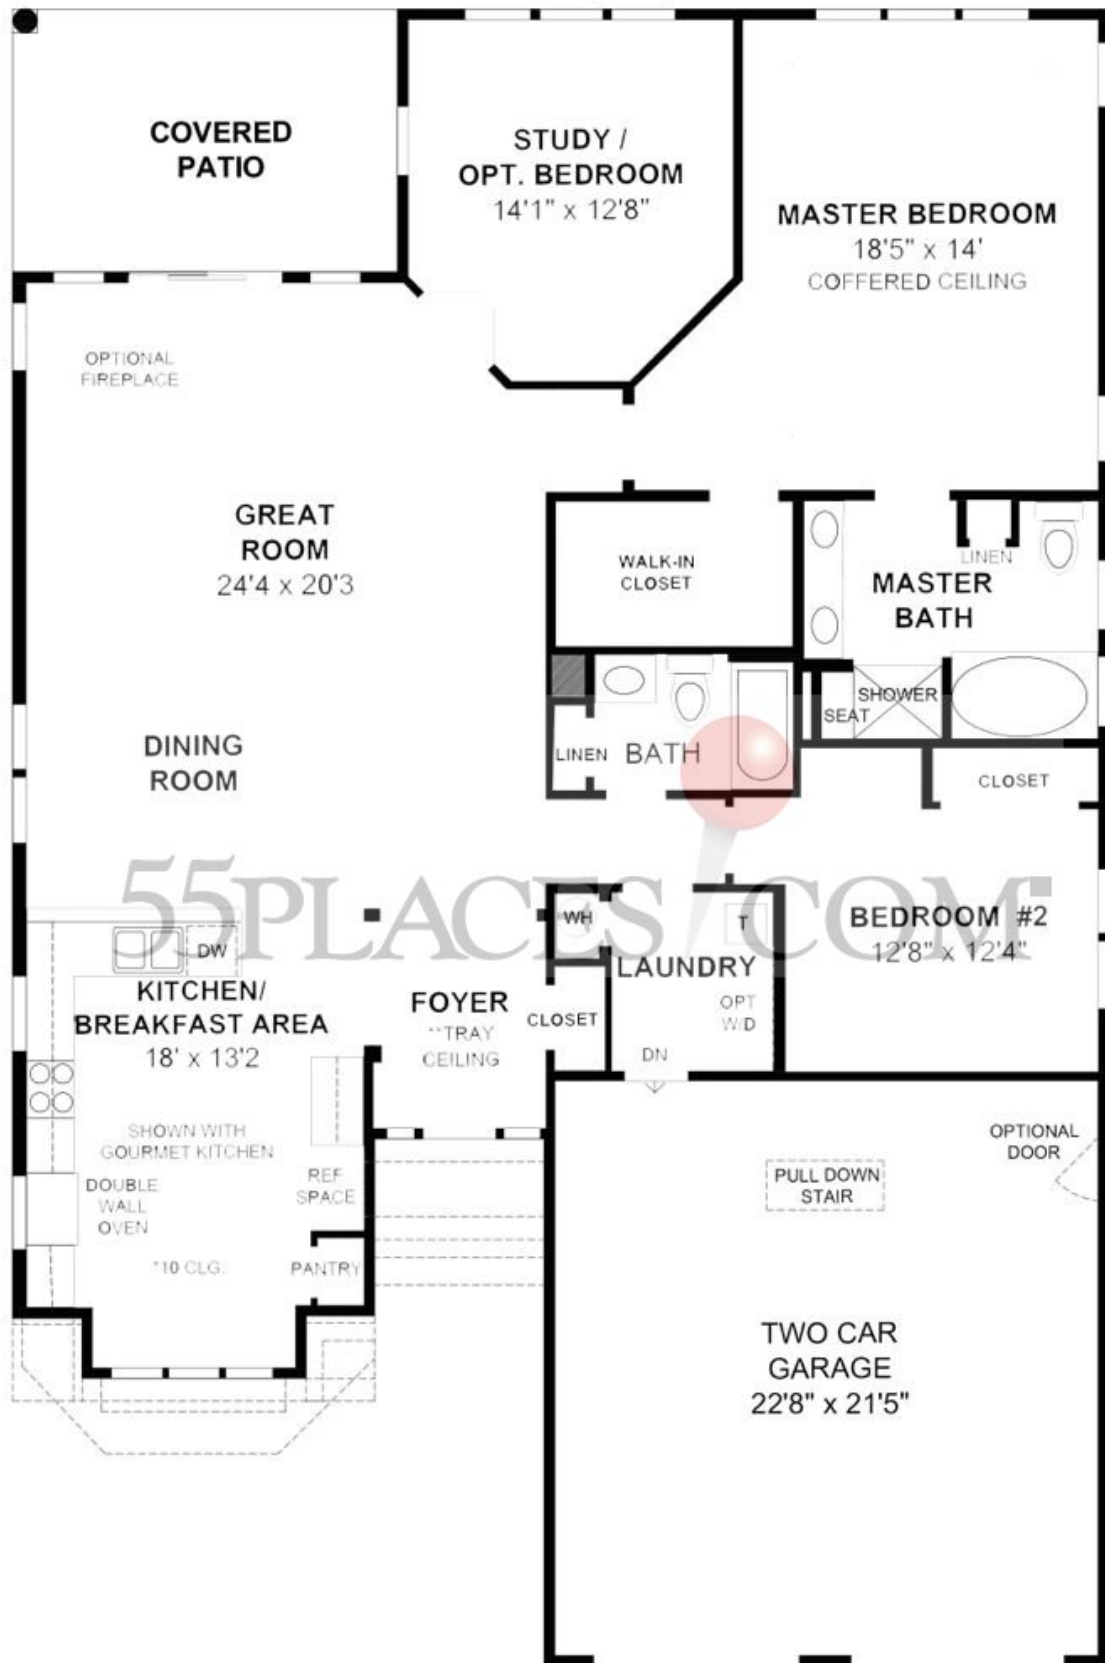 COVERED
PATIO
STUDY /
OPT. BEDROOM
14'1" x 12'8"
MASTER BEDROOM
18'5" x 14'
COFFERED CEILING
OPTIONAL
FIREPLACE
GREAT
ROOM
24'4 x 20'3
WALK-IN
CLOSET
LINEN
MASTER
BATH
SHOWER
SEAT
LINEN
BATH
DINING
ROOM
CLOSET
55PLACES.COM
WH
T
BEDROOM #2
12'8" x 12'4"
DW
LAUNDRY
KITCHEN/
BREAKFAST AREA
18' x 13'2
FOYER
**TRAY
CEILING
CLOSET
OPT
W/D
DN
SHOWN WITH
GOURMET KITCHEN
DOUBLE
WALL
OVEN
REF
SPACE
*10 CLG.
PANTRY
OPTIONAL
DOOR
PULL DOWN
STAIR
TWO CAR
GARAGE
22'8" x 21'5"